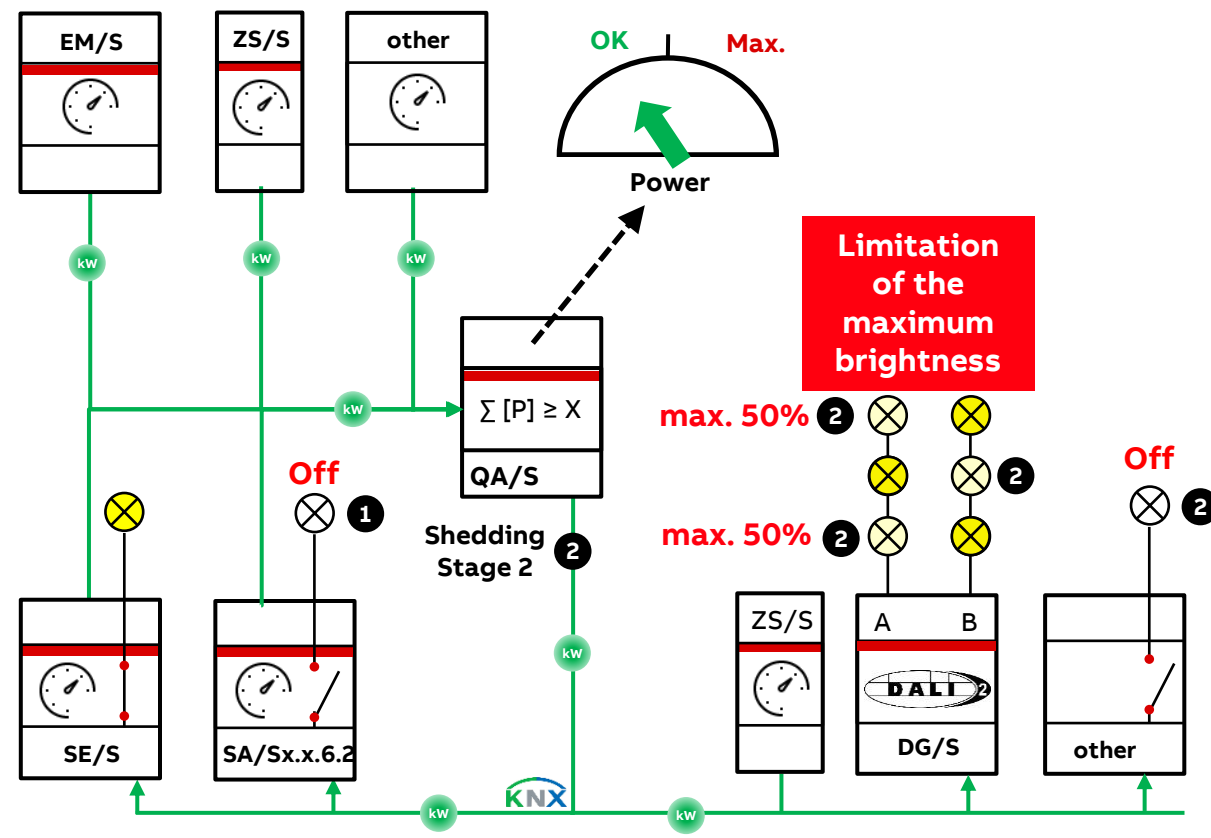 EM/S
ZS/S
other
OK
Max.
Power
kW
kW
kW
Limitation
of the
maximum
brightness
kW
∑ [P] ≥ X
QA/S
max. 50%
2
2
max. 50%
2
Off
1
Off
2
Shedding
Stage 2
2
kW
SE/S
SA/Sx.x.6.2
ZS/S
A
B
DALI
2
DG/S
other
KNX
kW
kW